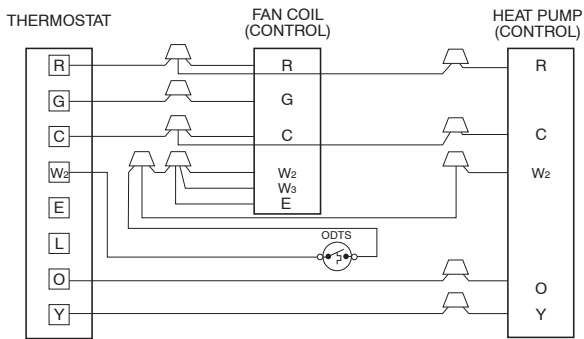 THERMOSTAT
FAN COIL
(CONTROL)
HEAT PUMP
(CONTROL)
R R R
G G
C C C
W2 W2 W2
W3
E E
L
ODTS
O O
Y Y